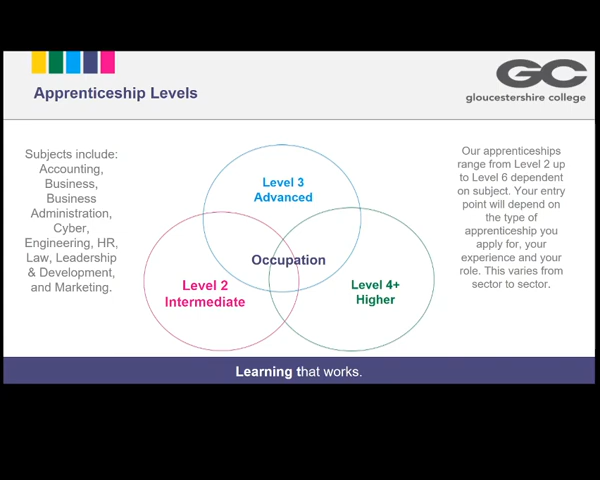 GC
gloucestershire college
Apprenticeship Levels
Subjects include:
Accounting,
Business,
Business
Administration,
Cyber,
Engineering, HR,
Law, Leadership
& Development,
and Marketing.
Level 3
Advanced
Occupation
Level 2
Intermediate
Level 4+
Higher
Our apprenticeships
range from Level 2 up
to Level 6 dependent
on subject. Your entry
point will depend on
the type of
apprenticeship you
apply for, your
experience and your
role. This varies from
sector to sector.
Learning that works.